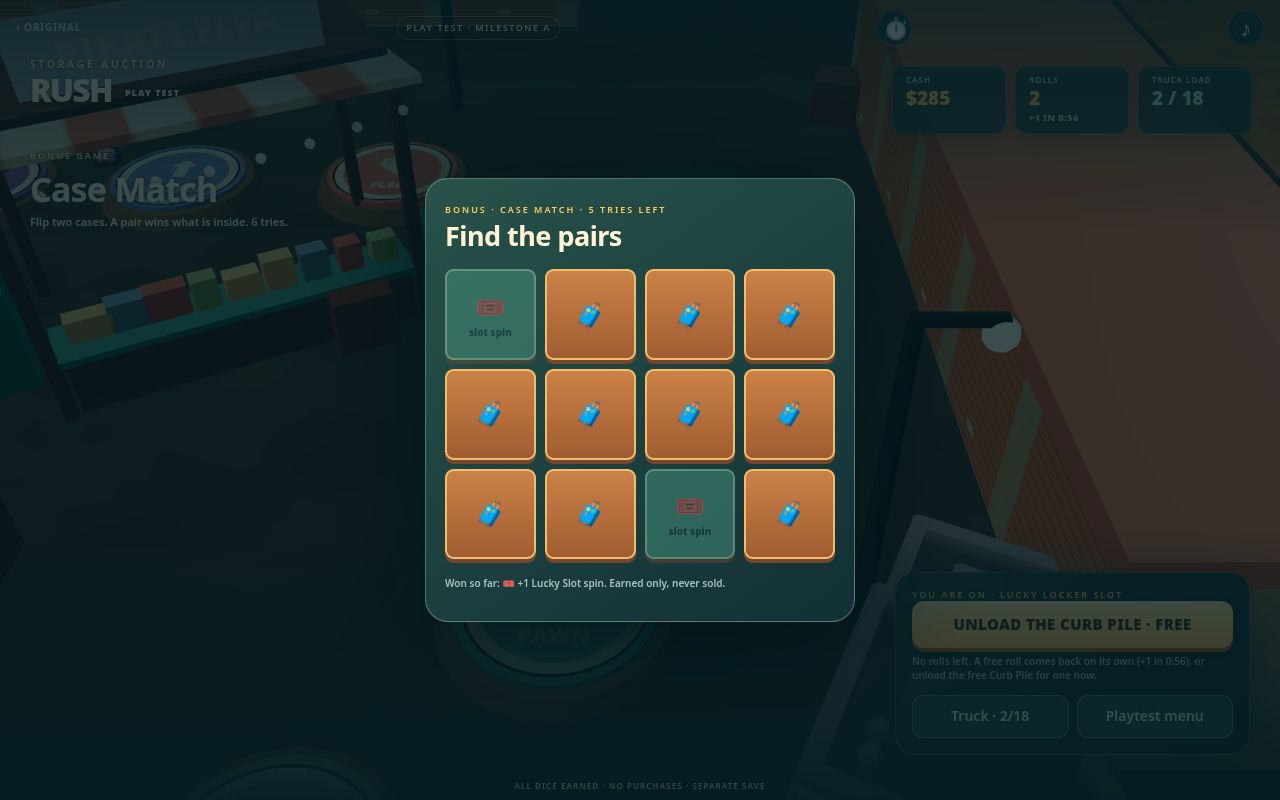 ‹ ORIGINAL
PLAY TEST · MILESTONE A
STORAGE AUCTION
RUSH PLAY TEST
CASH
$285
ROLLS
2
+1 IN 0:56
TRUCK LOAD
2 / 18
BONUS GAME
Case Match
Flip two cases. A pair wins what is inside. 6 tries.
BONUS · CASE MATCH · 5 TRIES LEFT
Find the pairs
slot spin
slot spin
Won so far: +1 Lucky Slot spin. Earned only, never sold.
PAWN
YOU ARE ON · LUCKY LOCKER SLOT
UNLOAD THE CURB PILE · FREE
No rolls left. A free roll comes back on its own (+1 in 0:56), or
unload the free Curb Pile for one now.
Truck · 2/18
Playtest menu
ALL DICE EARNED · NO PURCHASES · SEPARATE SAVE